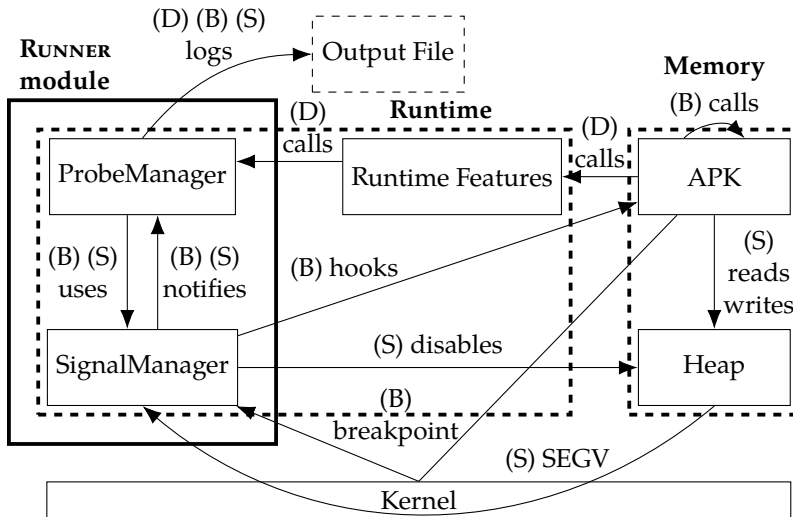 (D) (B) (S)
logs
Output File
RUNNER
module
Runtime
Memory
(B) calls
(D)
calls
(D)
calls
ProbeManager
Runtime Features
APK
(B) (S)
uses
(B) (S)
notifies
(B) hooks
(S)
reads
writes
SignalManager
(S) disables
Heap
(B)
breakpoint
(S) SEGV
Kernel